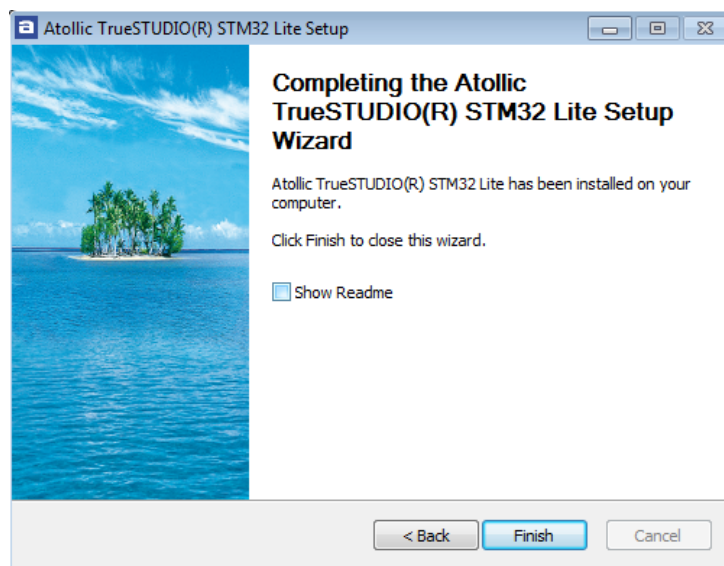 a Atollic TrueSTUDIO(R) STM32 Lite Setup
Completing the Atollic
TrueSTUDIO(R) STM32 Lite Setup
Wizard
Atollic TrueSTUDIO(R) STM32 Lite has been installed on your
computer.
Click Finish to close this wizard.
Show Readme
< Back Finish Cancel